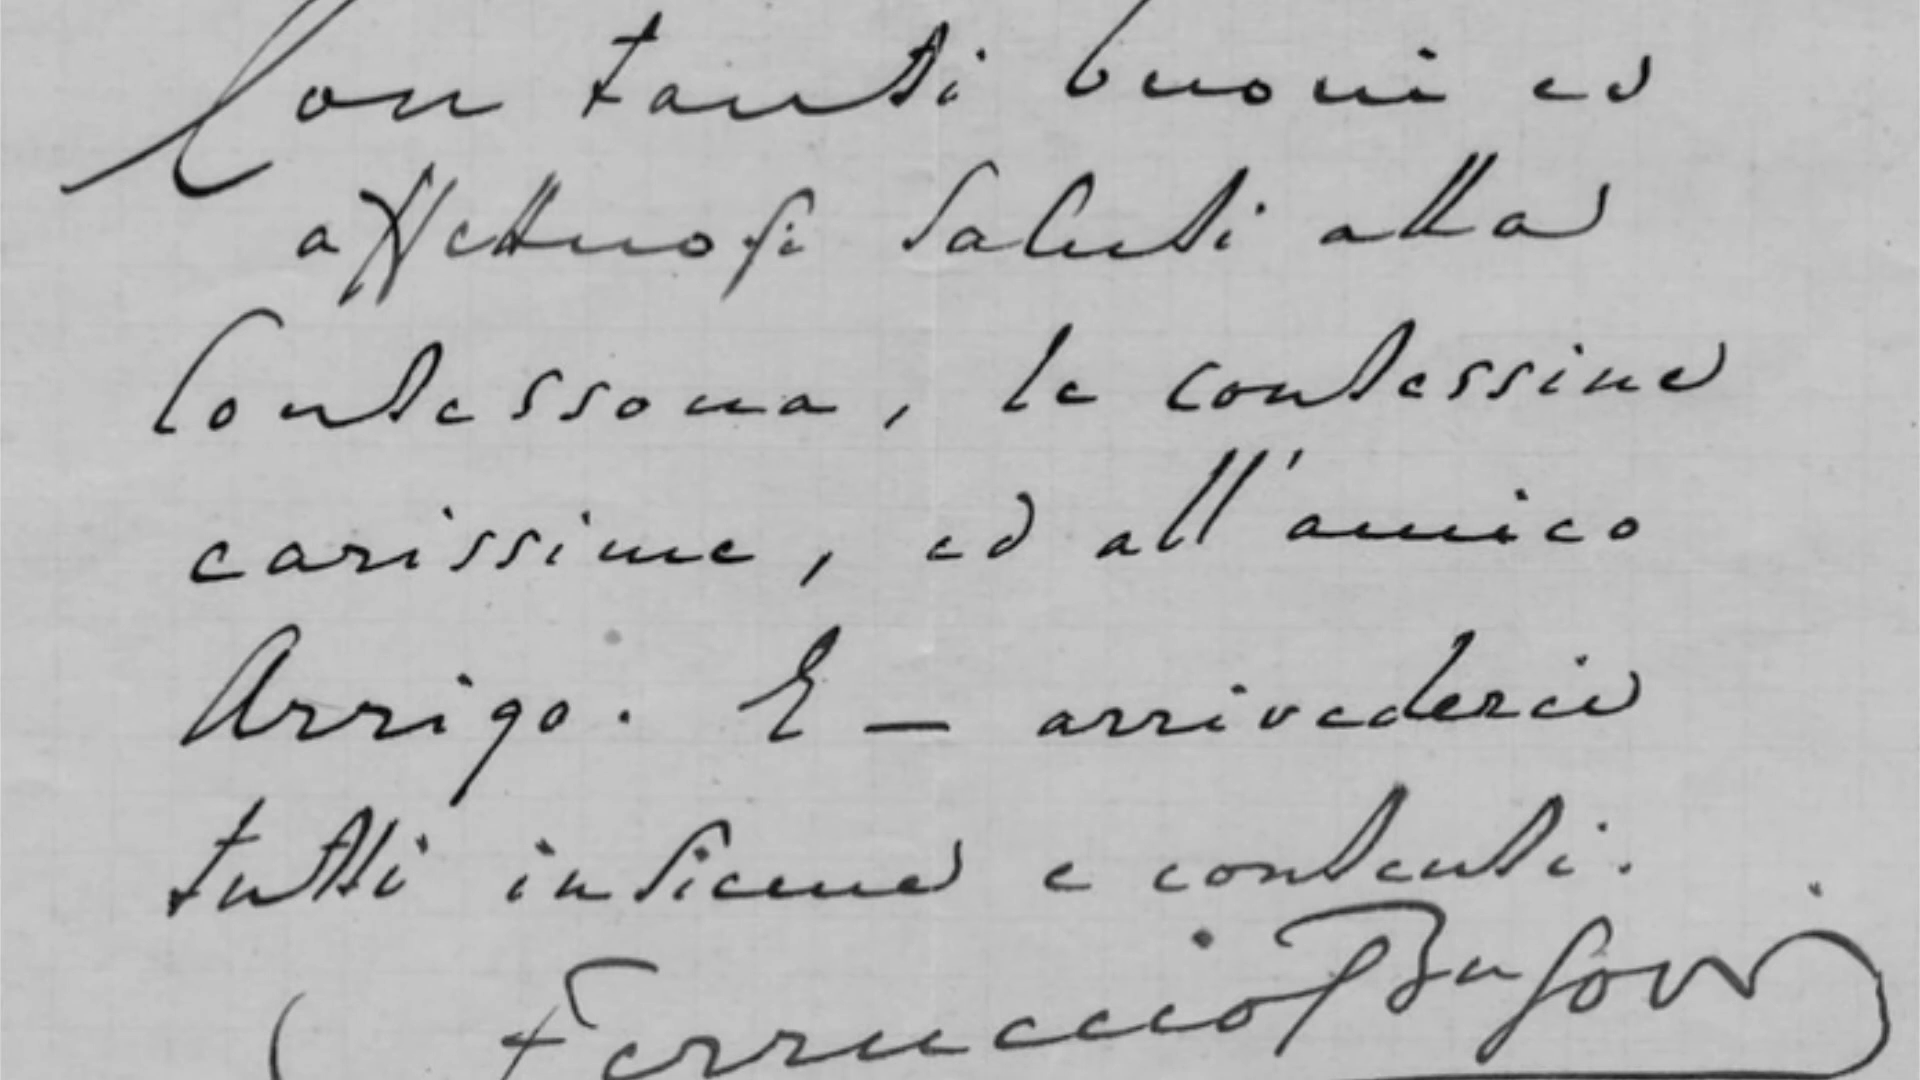 Con tanti buoni ed
affettuosi saluti alla
Contessona, le contessine
carissime, ed all'amico
Arrigo. E — arrivederci
tutti insieme e contenti.
Ferruccio Busoni